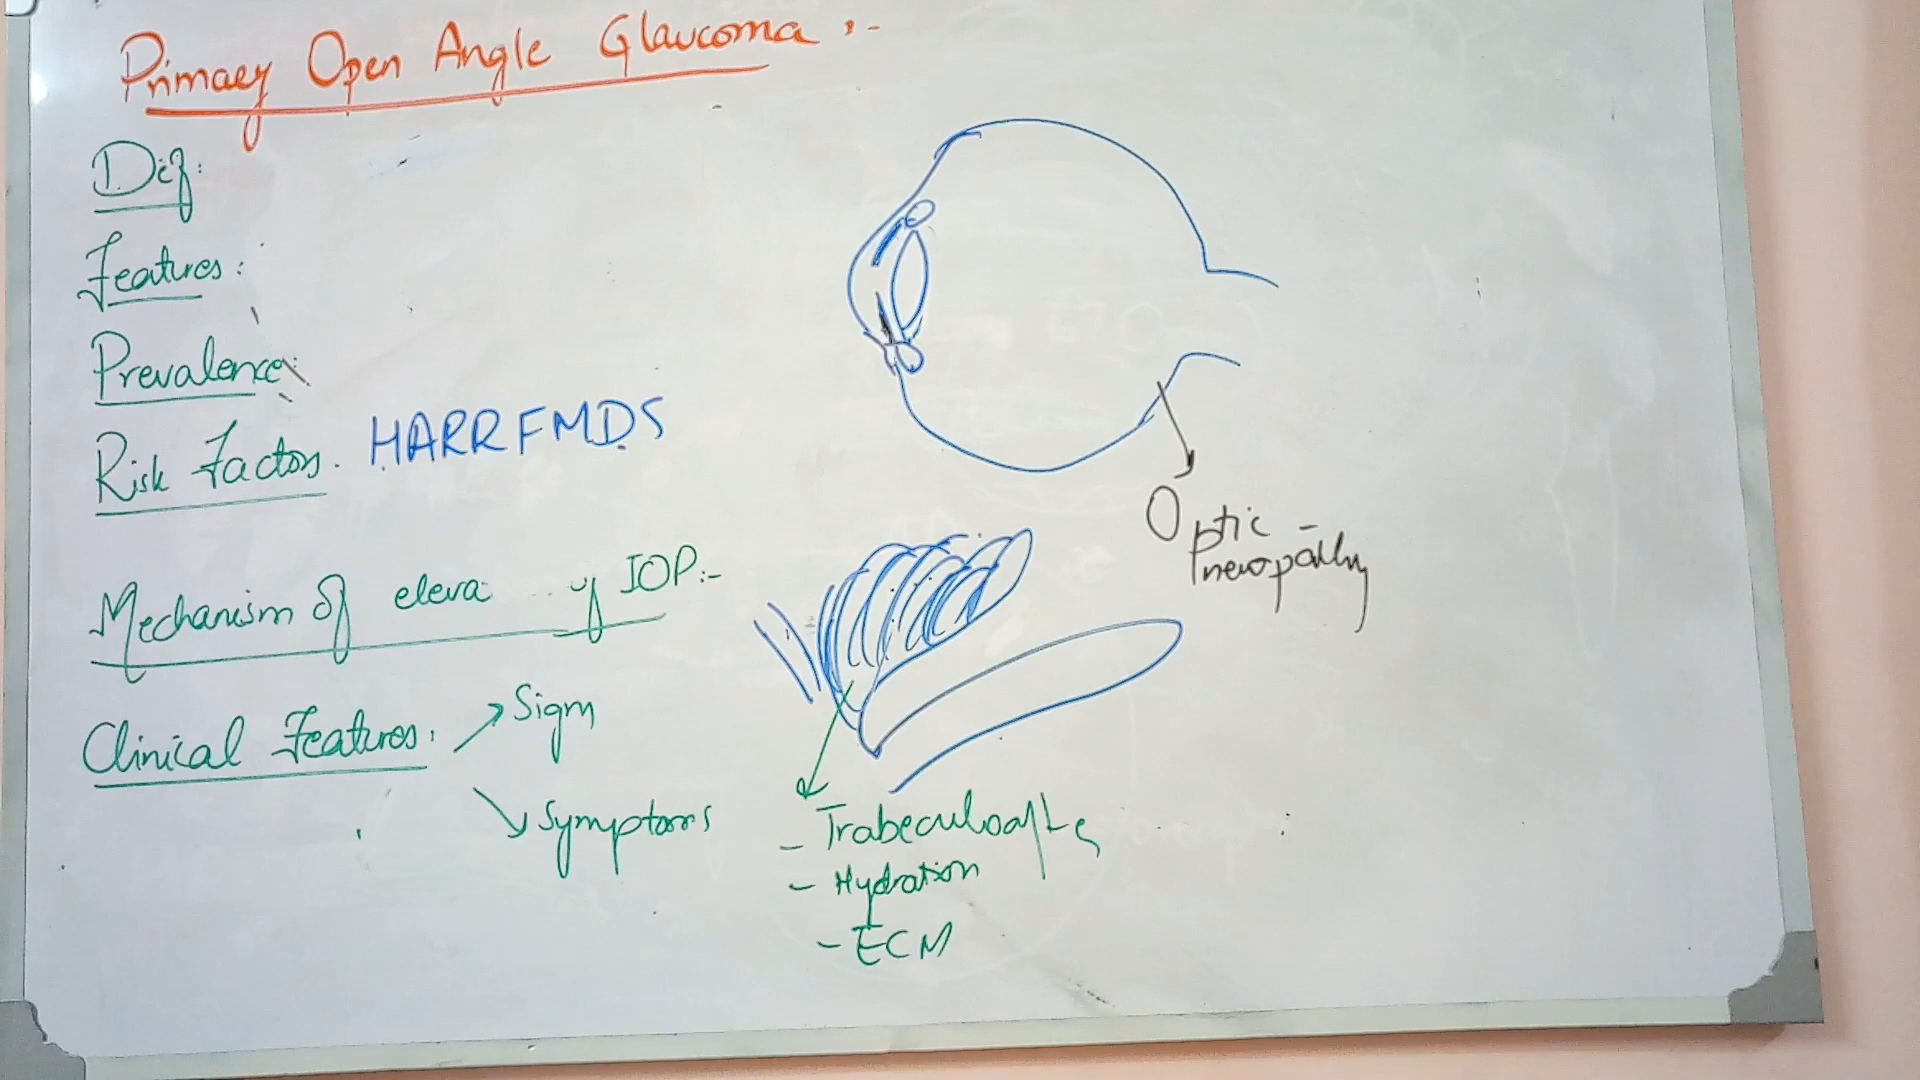 Primary Open Angle Glaucoma :-
Def:
Features:
Prevalence:
Risk Factors. HARRFMDS
Optic
neuropathy
Mechanism of eleva of IOP:-
Clinical Features:
Sign
Symptoms
- Trabeculocytes
- Hydration
- ECM